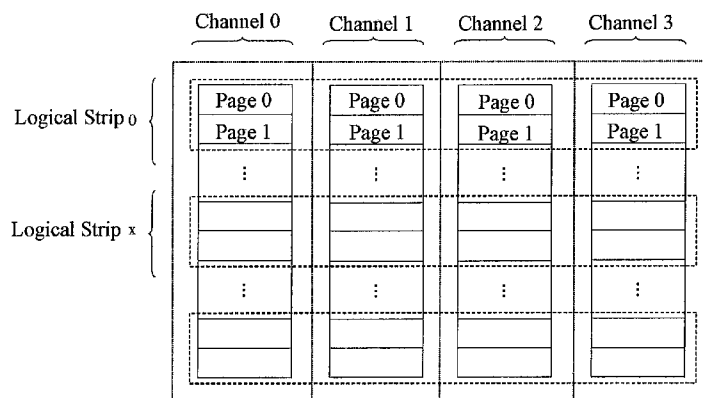 Channel 0 Channel 1 Channel 2 Channel 3
Logical Strip 0
Page 0 Page 0 Page 0 Page 0
Page 1 Page 1 Page 1 Page 1
⋮ ⋮ ⋮ ⋮
Logical Strip x
⋮ ⋮ ⋮ ⋮